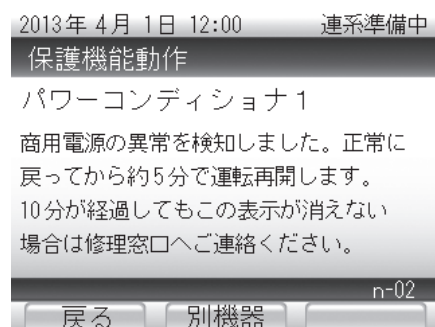 2013年 4月 1日 12:00 連系準備中
保護機能動作
パワーコンディショナ1
商用電源の異常を検知しました。正常に
戻ってから約5分で運転再開します。
10分が経過してもこの表示が消えない
場合は修理窓口へご連絡ください。
n-02
戻る 別機器